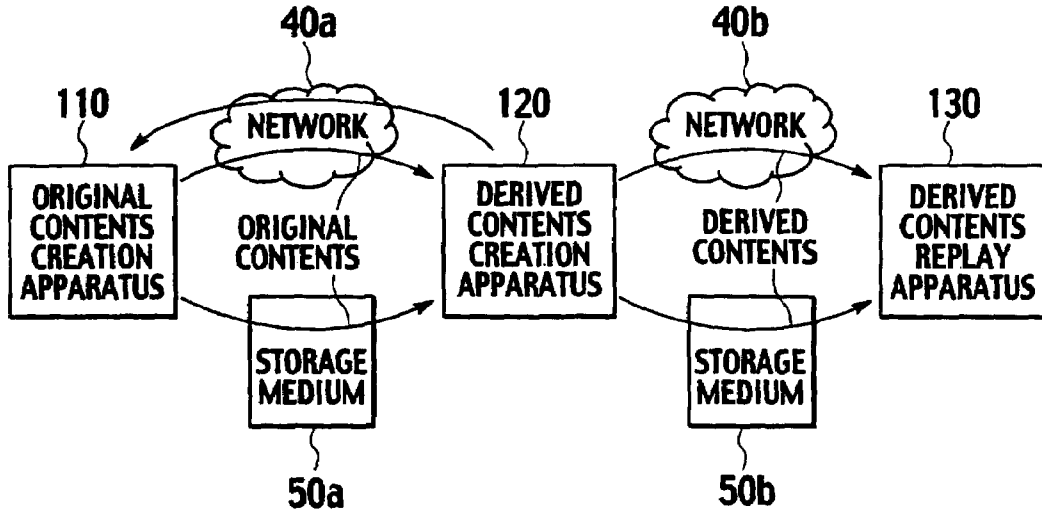 40a
40b
110
120
130
NETWORK
NETWORK
ORIGINAL
CONTENTS
CREATION
APPARATUS
ORIGINAL
CONTENTS
DERIVED
CONTENTS
CREATION
APPARATUS
DERIVED
CONTENTS
DERIVED
CONTENTS
REPLAY
APPARATUS
STORAGE
MEDIUM
STORAGE
MEDIUM
50a
50b